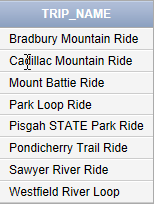 TRIP_NAME
Bradbury Mountain Ride
Cadillac Mountain Ride
Mount Battie Ride
Park Loop Ride
Pisgah STATE Park Ride
Pondicherry Trail Ride
Sawyer River Ride
Westfield River Loop